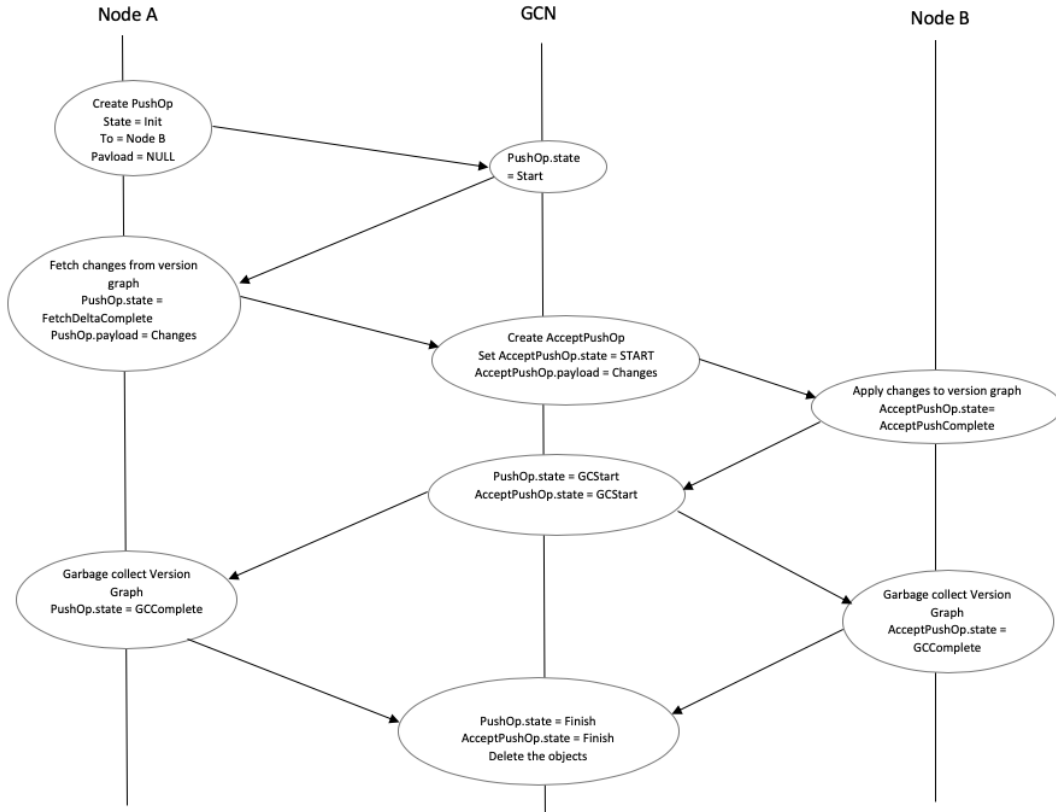 Node A
GCN
Node B
Create PushOp
State = Init
To = Node B
Pavload = NULL
PushOp.state
= Start
Fetch changes from version
graph
PushOp.state =
FetchDeltaComplete
PushOp.payload = Changes
Create AcceptPushOp
Set AcceptPushOp.state = START
AcceptPushOp.payload = Changes
Apply changes to version graph
AcceptPushOp.state=
AcceptPushComplete
PushOp.state = GCStart
AcceptPushOp.state = GCStart
Garbage collect Version
Graph
PushOp.state = GCComplete
Garbage collect Version
Graph
AcceptPushOp.state =
GCComplete
PushOp.state = Finish
AcceptPushOp.state = Finish
Delete the objects